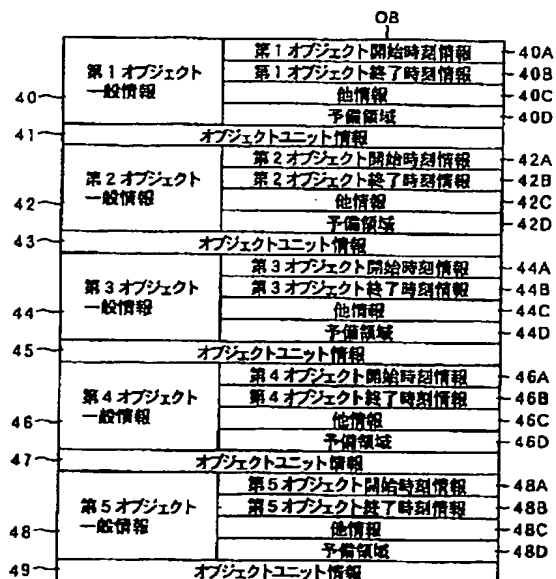 OB
第1オブジェクト
一般情報
第1オブジェクト開始時刻情報
40A
第1オブジェクト終了時刻情報
40B
40
他情報
40C
予備領域
40D
41
オブジェクトユニット情報
第2オブジェクト
一般情報
第2オブジェクト開始時刻情報
42A
第2オブジェクト終了時刻情報
42B
42
他情報
42C
予備領域
42D
43
オブジェクトユニット情報
第3オブジェクト
一般情報
第3オブジェクト開始時刻情報
44A
第3オブジェクト終了時刻情報
44B
44
他情報
44C
予備領域
44D
45
オブジェクトユニット情報
第4オブジェクト
一般情報
第4オブジェクト開始時刻情報
46A
第4オブジェクト終了時刻情報
46B
46
他情報
46C
予備領域
46D
47
オブジェクトユニット情報
第5オブジェクト
一般情報
第5オブジェクト開始時刻情報
48A
第5オブジェクト終了時刻情報
48B
48
他情報
48C
予備領域
48D
49
オブジェクトユニット情報